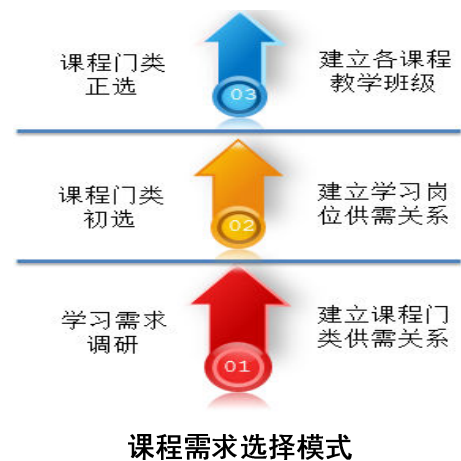 课程门类
正选
03
建立各课程
教学班级
课程门类
初选
02
建立学习岗
位供需关系
学习需求
调研
01
建立课程门
类供需关系
课程需求选择模式